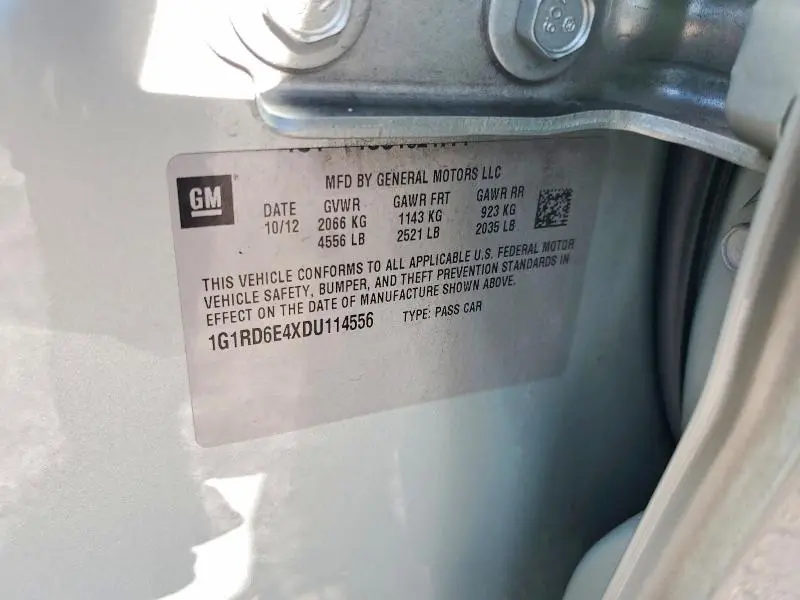 MFD BY GENERAL MOTORS LLC
GM
DATE GVWR GAWR FRT GAWR RR
10/12 2066 KG 1143 KG 923 KG
4556 LB 2521 LB 2035 LB
THIS VEHICLE CONFORMS TO ALL APPLICABLE U.S. FEDERAL MOTOR
VEHICLE SAFETY, BUMPER, AND THEFT PREVENTION STANDARDS IN
EFFECT ON THE DATE OF MANUFACTURE SHOWN ABOVE.
1G1RD6E4XDU114556 TYPE: PASS CAR